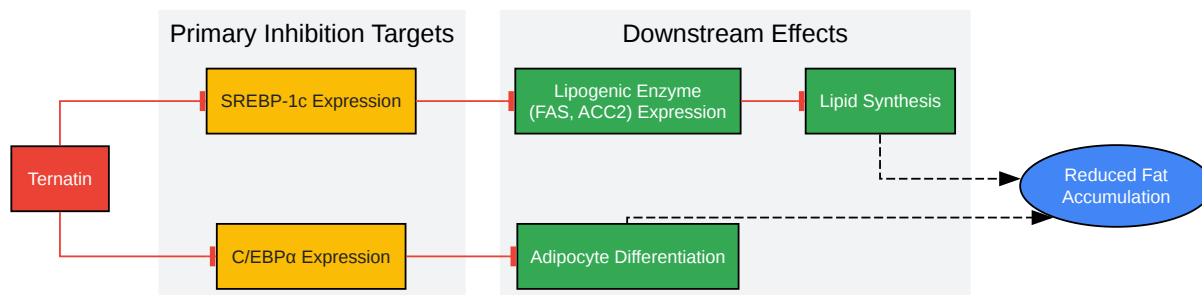 Primary Inhibition Targets
Downstream Effects
SREBP-1c Expression
Lipogenic Enzyme
(FAS, ACC2) Expression
Lipid Synthesis
Ternatin
Reduced Fat
Accumulation
C/EBPα Expression
Adipocyte Differentiation